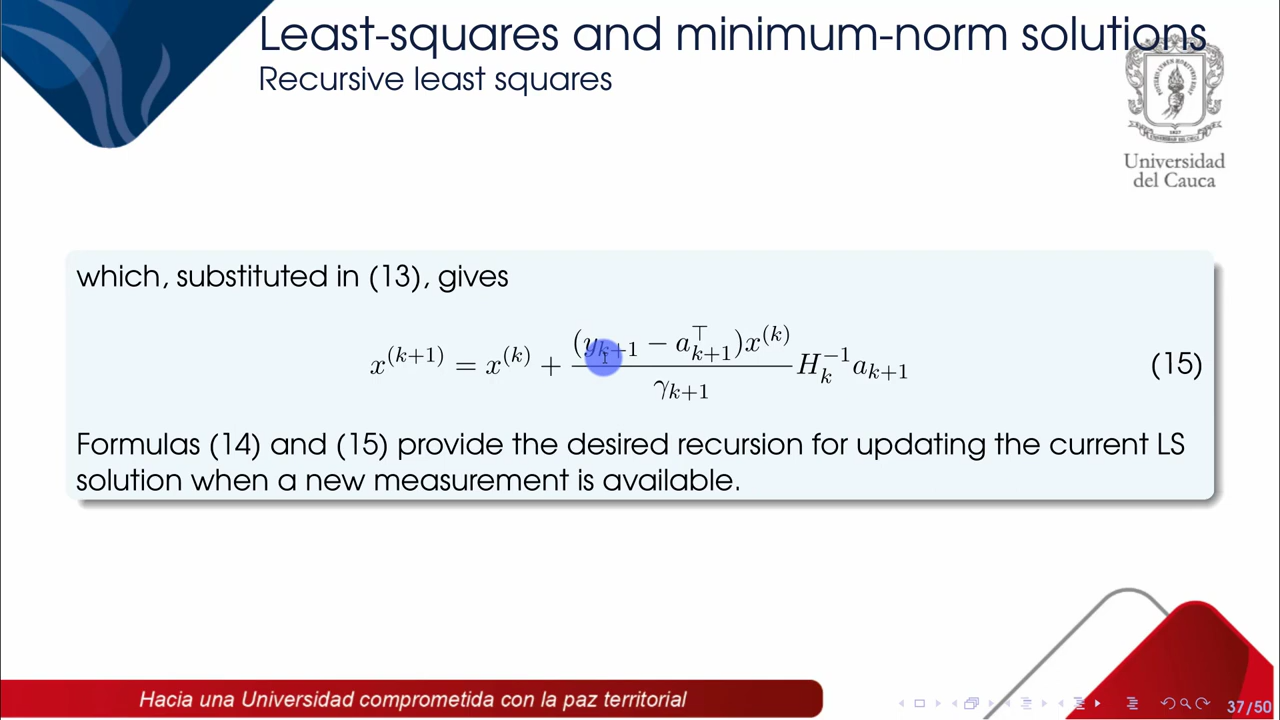 Least-squares and minimum-norm solutions
Recursive least squares
Universidad
del Cauca
which, substituted in (13), gives
x^{(k+1)} = x^{(k)} + \frac{(y_{k+1} - a_{k+1}^⊤)x^{(k)}}{γ_{k+1}} H_k^{-1} a_{k+1} (15)
Formulas (14) and (15) provide the desired recursion for updating the current LS
solution when a new measurement is available.
Hacia una Universidad comprometida con la paz territorial
37/50